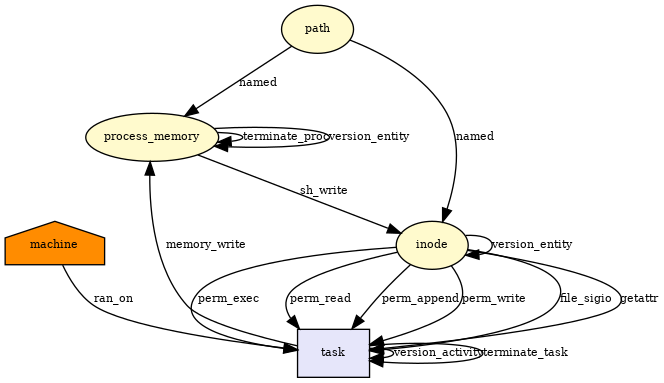 path
named
named
process_memory
terminate_proc
version_entity
sh_write
machine
inode
version_entity
memory_write
ran_on
perm_exec
perm_read
perm_append
perm_write
file_sigio
getattr
task
version_activity
terminate_task